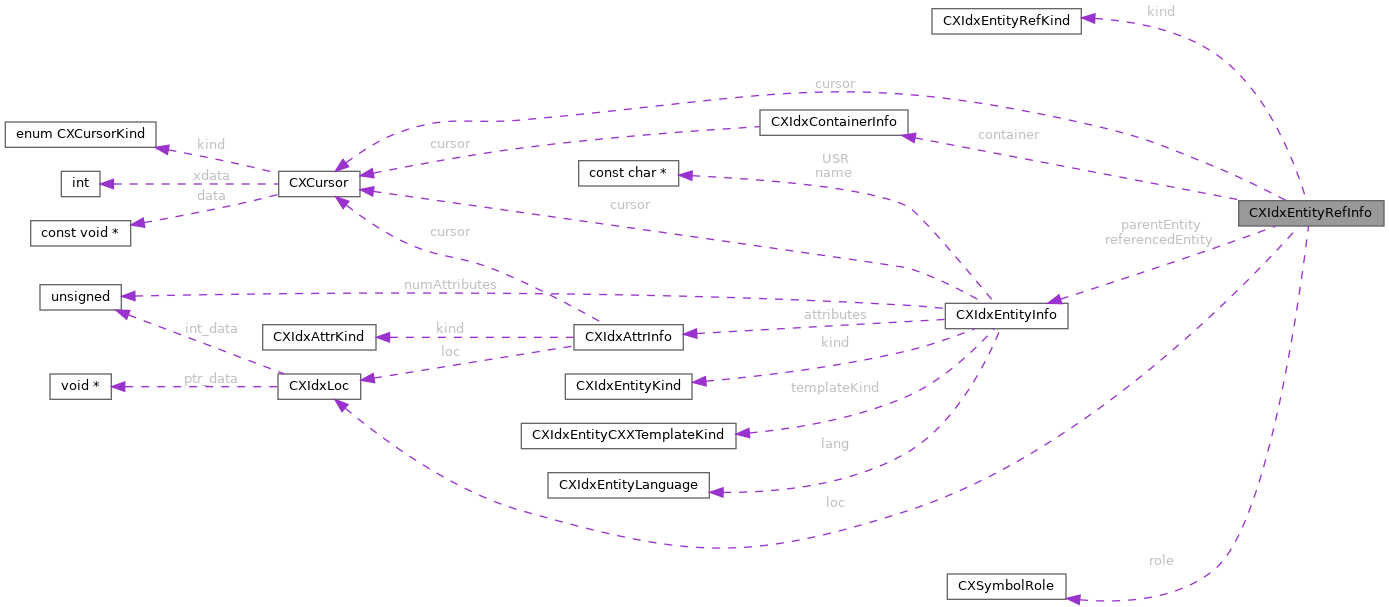 CXIdxEntityRefKind
kind
cursor
CXIdxContainerInfo
enum CXCursorKind
container
kind
cursor
USR
name
const char *
xdata
int
CXCursor
data
cursor
CXIdxEntityRefInfo
const void *
cursor
parentEntity
referencedEntity
numAttributes
unsigned
attributes
CXIdxEntityInfo
int_data
CXIdxAttrKind
kind
CXIdxAttrInfo
kind
loc
void *
ptr_data
CXIdxLoc
CXIdxEntityKind
templateKind
CXIdxEntityCXXTemplateKind
lang
CXIdxEntityLanguage
loc
role
CXSymbolRole